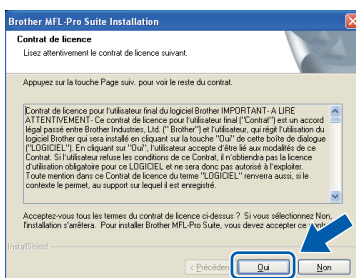 Brother MFL-Pro Suite Installation
Contrat de licence
Lisez attentivement le contrat de licence suivant.
Appuyez sur la touche Page suiv. pour voir le reste du contrat.
Contrat de licence pour l'utilisateur final du logiciel Brother IMPORTANT- A LIRE
ATTENTIVEMENT- Ce contrat de licence pour l'utilisateur final ("Contrat") est un accord
légal passé entre Brother Industries, Ltd. (" Brother") et l'utilisateur, qui régit l'utilisation du
logiciel Brother qui sera installé en cliquant sur la touche "Oui" de cette boîte de dialogue
("LOGICIEL"). En cliquant sur "Oui", l'utilisateur accepte d'être lié aux modalités de ce
Contrat. Si l'utilisateur refuse les conditions de ce Contrat, il n'obtiendra pas la licence
d'utilisation obligatoire pour ce LOGICIEL et ne sera donc pas autorisé à l'exploiter.
Toute mention dans ce Contrat de licence du terme "LOGICIEL" renverra aussi, si le
contexte le permet, au support sur lequel il est enregistré.
Acceptez-vous tous les termes du contrat de licence ci-dessus ? Si vous sélectionnez Non,
l'installation s'arrêtera. Pour installer Brother MFL-Pro Suite, vous devez accepter ce
InstallShield
< Précédent Oui Non